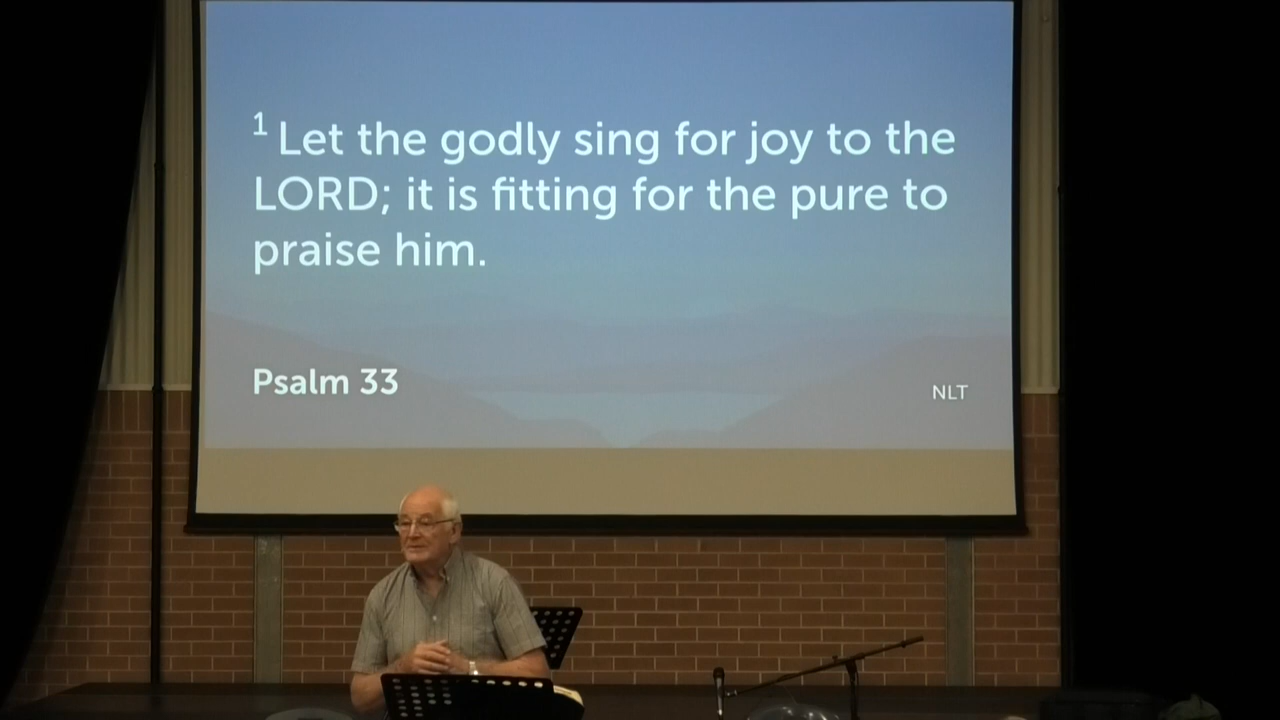 1 Let the godly sing for joy to the
LORD; it is fitting for the pure to
praise him.
Psalm 33
NLT